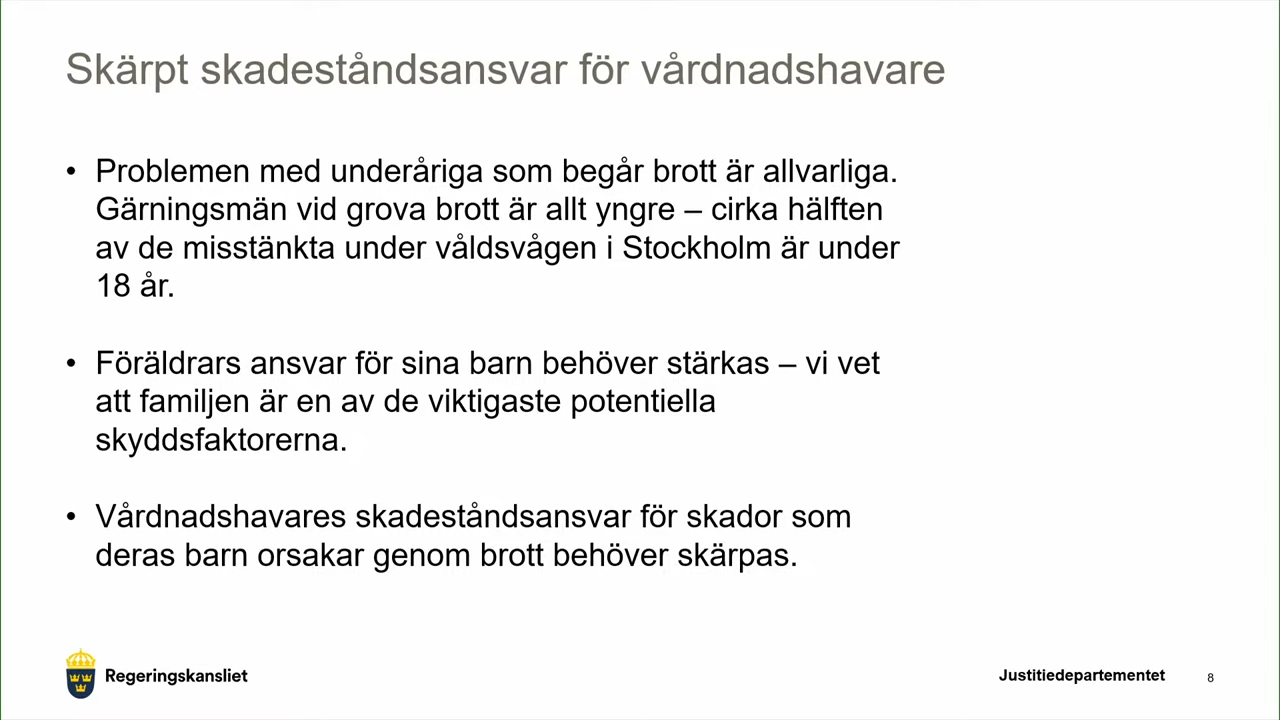 Skärpt skadeståndsansvar för vårdnadshavare
• Problemen med underåriga som begår brott är allvarliga.
Gärningsmän vid grova brott är allt yngre – cirka hälften
av de misstänkta under våldsvågen i Stockholm är under
18 år.
• Föräldrars ansvar för sina barn behöver stärkas – vi vet
att familjen är en av de viktigaste potentiella
skyddsfaktorerna.
• Vårdnadshavares skadeståndsansvar för skador som
deras barn orsakar genom brott behöver skärpas.
Regeringskansliet
Justitiedepartementet
8